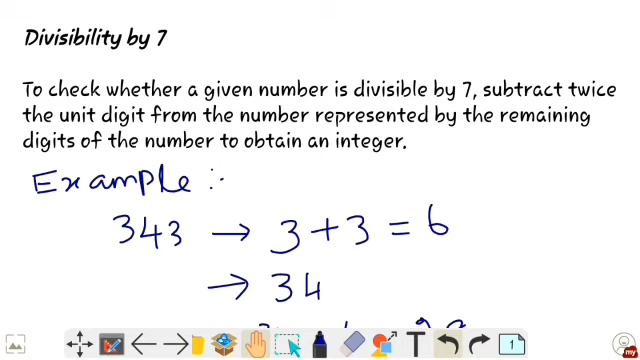 Divisibility by 7
To check whether a given number is divisible by 7, subtract twice
the unit digit from the number represented by the remaining
digits of the number to obtain an integer.
Example :-
343 → 3 + 3 = 6
→ 34
T 1
my